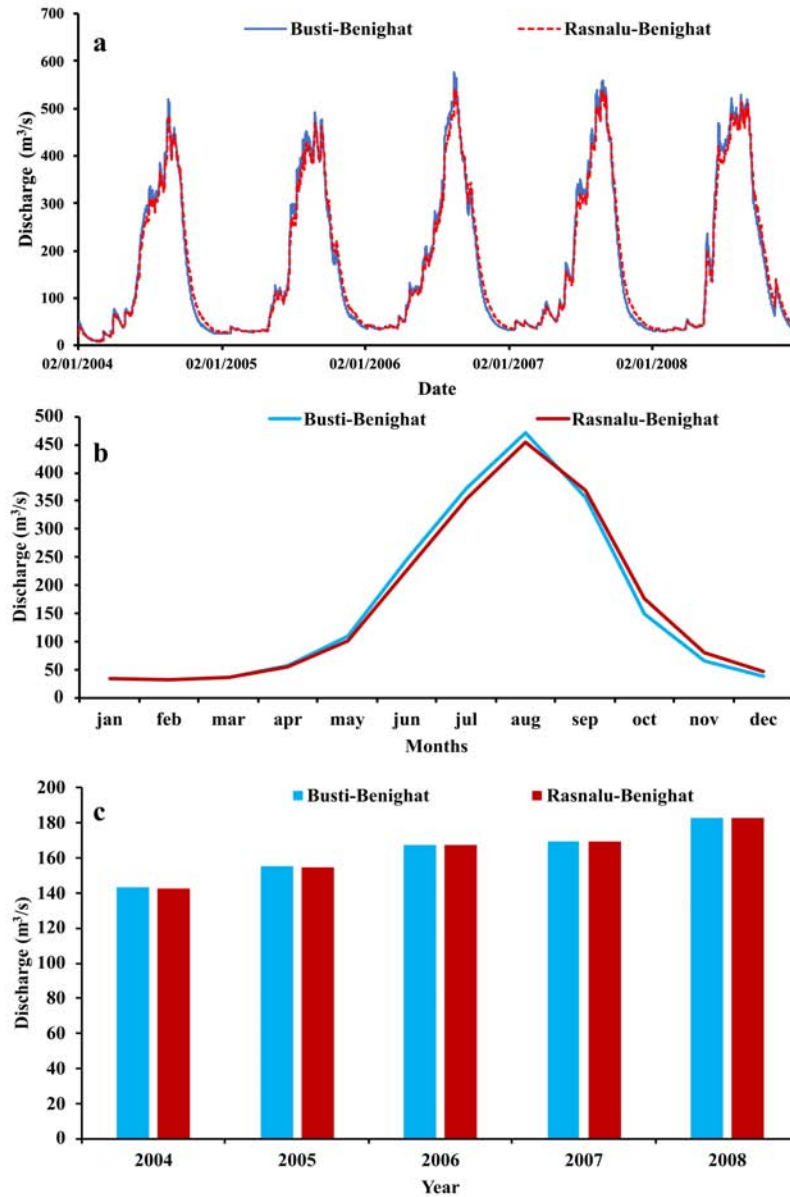 a
Busti-Benighat Rasnalu-Benighat
700
600
500
400
300
200
100
0
Discharge (m³/s)
02/01/2004 02/01/2005 02/01/2006 02/01/2007 02/01/2008
Date
b
Busti-Benighat Rasnalu-Benighat
500
450
400
350
300
250
200
150
100
50
0
Discharge (m³/s)
jan feb mar apr may jun jul aug sep oct nov dec
Months
c
Busti-Benighat Rasnalu-Benighat
200
180
160
140
120
100
80
60
40
20
0
Discharge (m³/s)
2004 2005 2006 2007 2008
Year